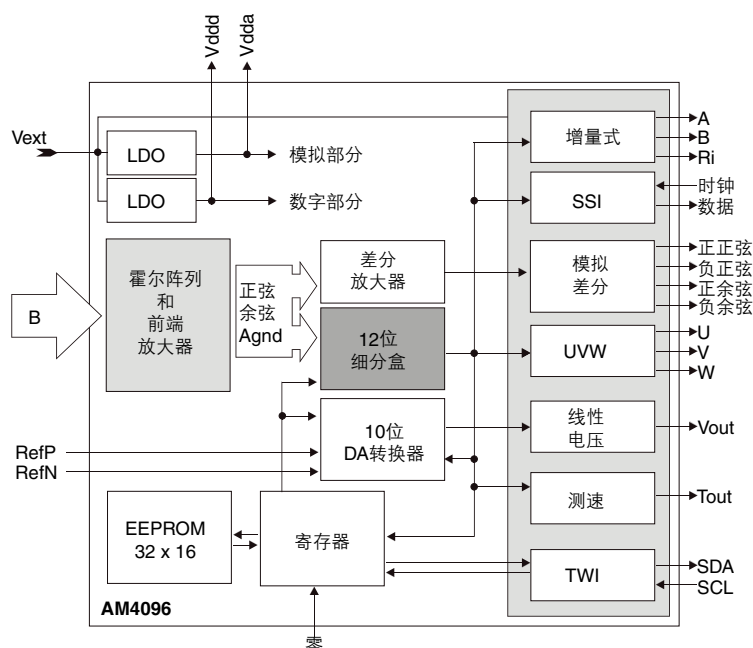 Vddd
Vdda
Vext
LDO
模拟部分
LDO
数字部分
增量式
A
B
Ri
SSI
时钟
数据
B
霍尔阵列
和
前端
放大器
正弦
余弦
Agnd
差分
放大器
模拟
差分
正正弦
负正弦
正余弦
负余弦
12位
细分盒
UVW
U
V
W
RefP
RefN
10位
DA转换器
线性
电压
Vout
测速
Tout
EEPROM
32 x 16
寄存器
TWI
SDA
SCL
AM4096
零